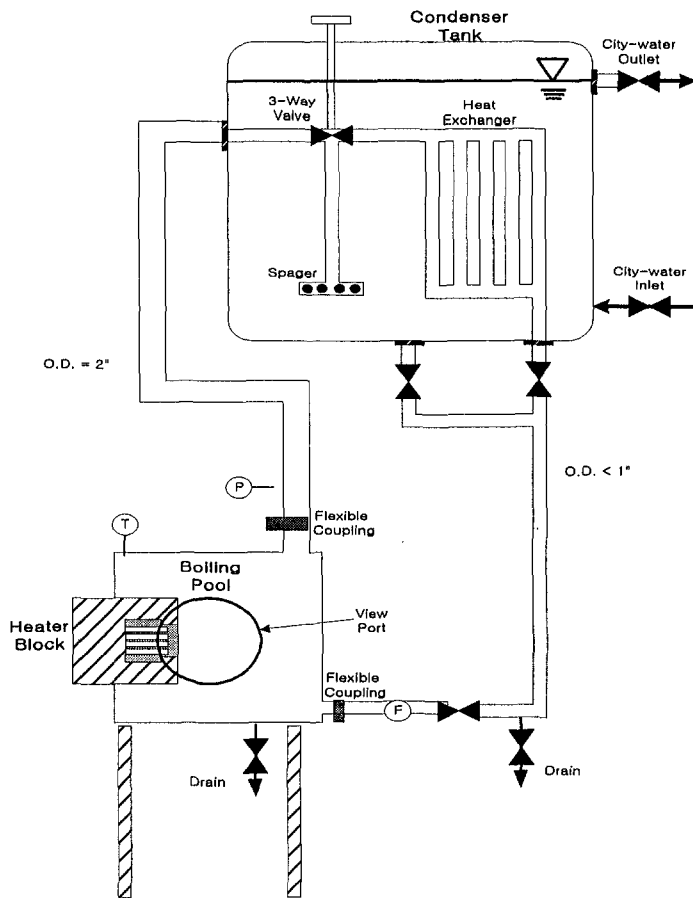 Condenser
Tank
City-water
Outlet
3-Way
Valve
Heat
Exchanger
Spager
City-water
Inlet
O.D. = 2"
O.D. < 1"
P
Flexible
Coupling
T
Boiling
Pool
View
Port
Heater
Block
Flexible
Coupling
F
Drain
Drain